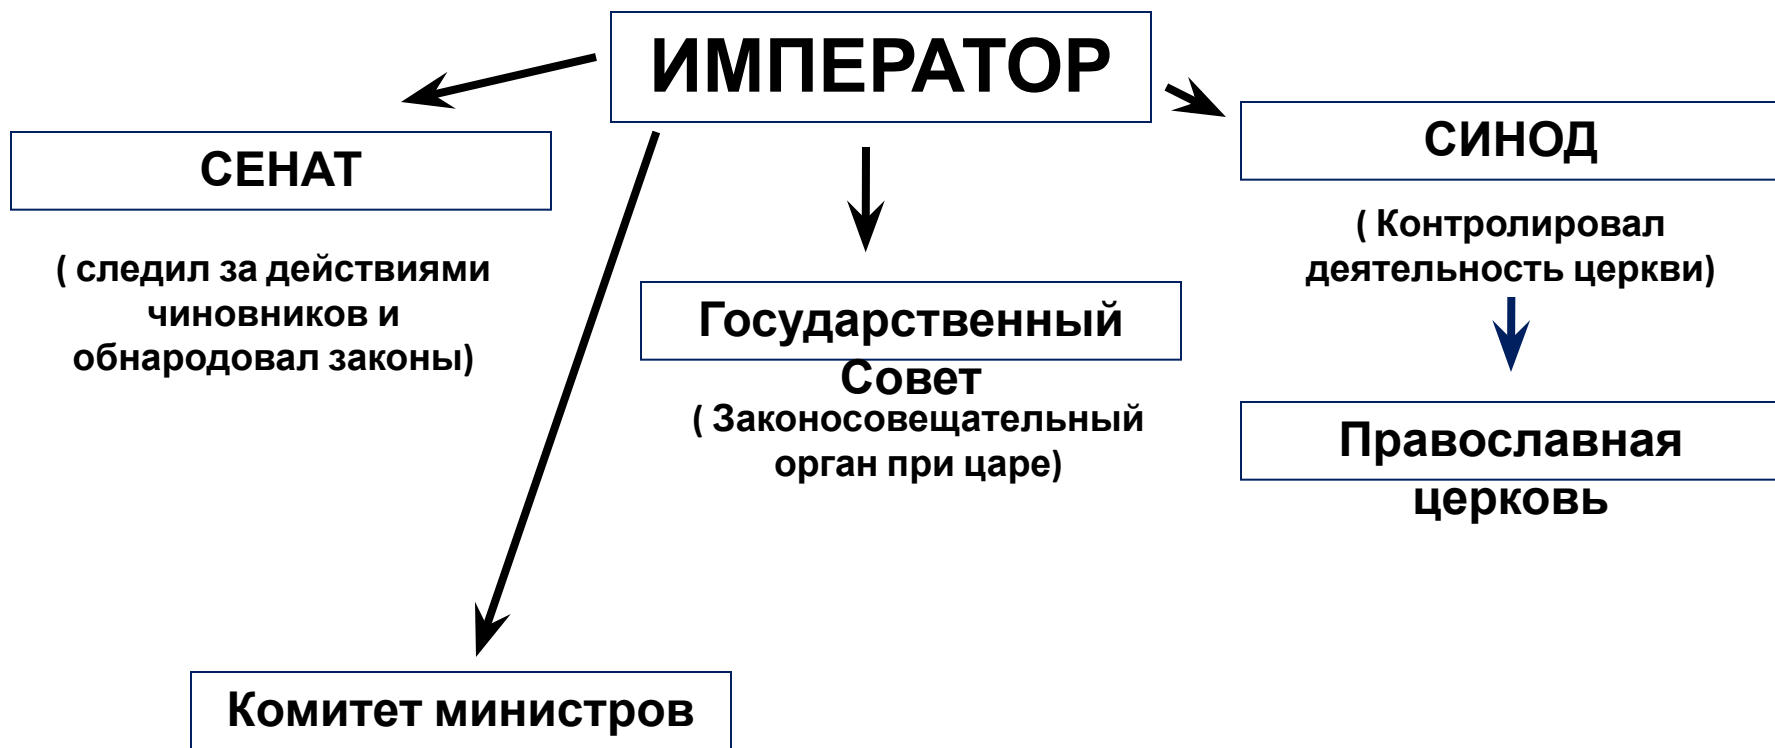 ИМПЕРАТОР
СЕНАТ
( следил за действиями
чиновников и
обнародовал законы)
Государственный
Совет
( Законосовещательный
орган при царе)
СИНОД
( Контролировал
деятельность церкви)
Православная
церковь
Комитет министров